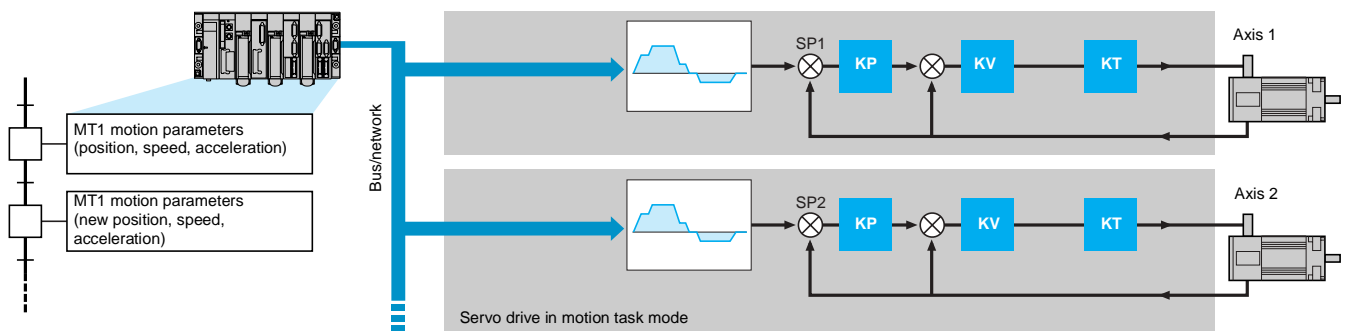 MT1 motion parameters
(position, speed, acceleration)
MT1 motion parameters
(new position, speed,
acceleration)
Bus/network
SP1
KP
KV
KT
Axis 1
SP2
KP
KV
KT
Axis 2
Servo drive in motion task mode